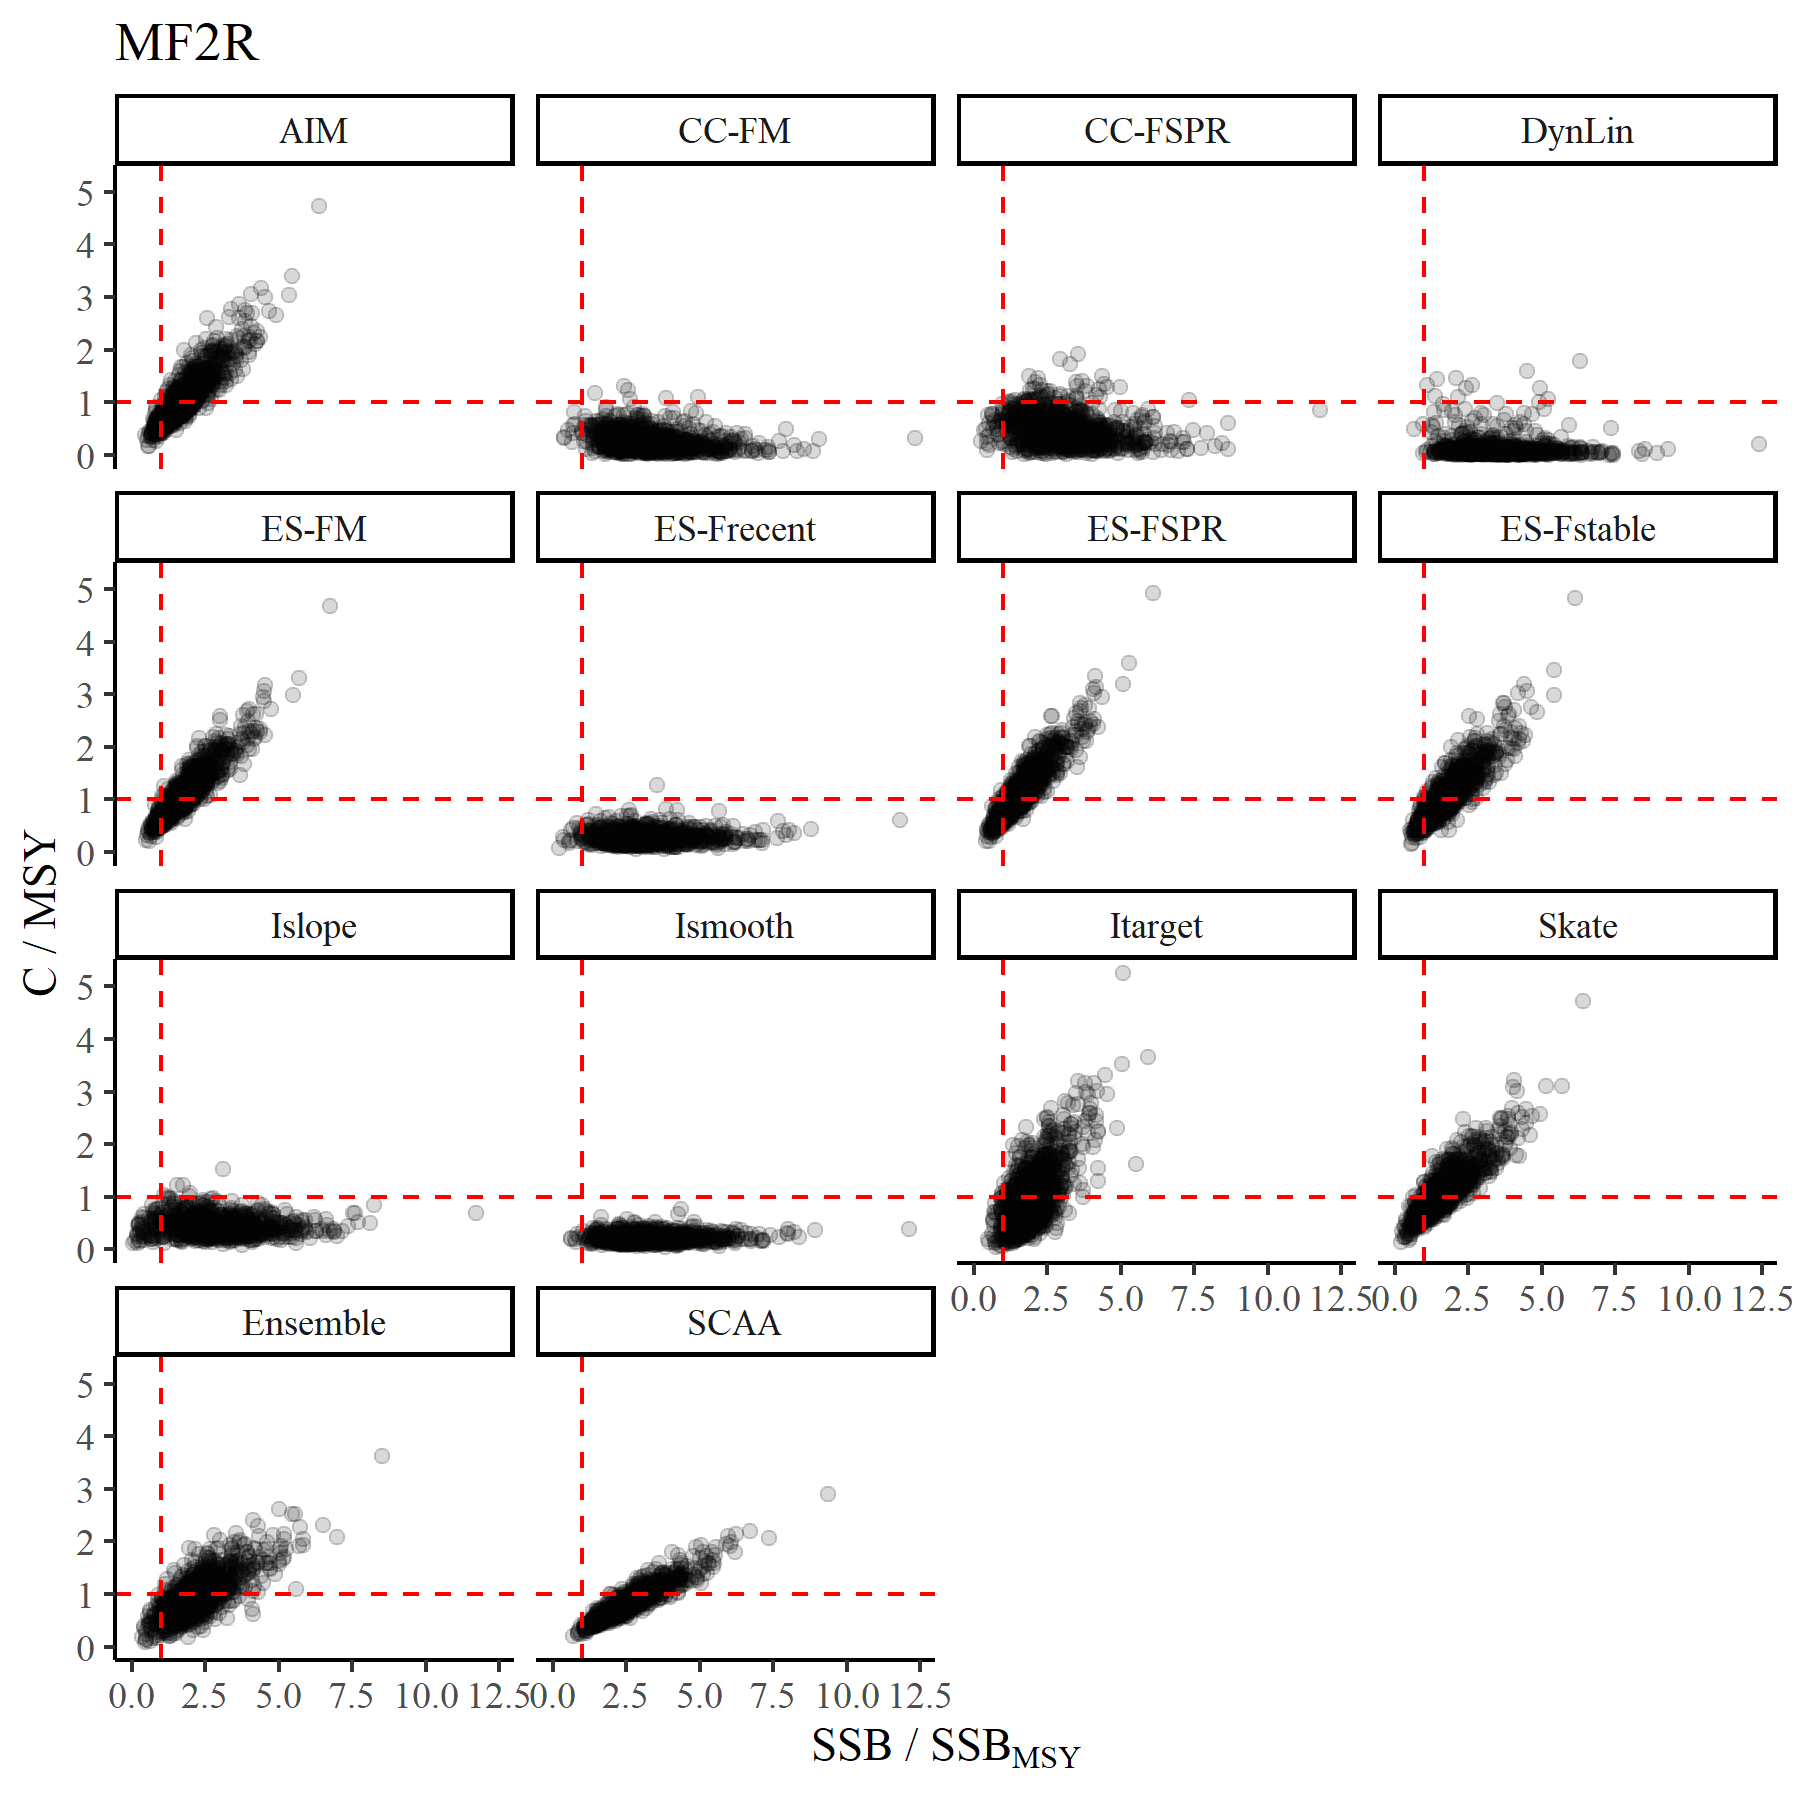 MF2R
AIM CC-FM CC-FSPR DynLin
5
4
3
2
1
0
ES-FM ES-Frecent ES-FSPR ES-Fstable
5
4
3
2
1
0
C / MSY
Islope Ismooth Itarget Skate
5
4
3
2
1
0
0.0 2.5 5.0 7.5 10.0 12.5 0.0 2.5 5.0 7.5 10.0 12.5
Ensemble SCAA
5
4
3
2
1
0
0.0 2.5 5.0 7.5 10.0 12.5 0.0 2.5 5.0 7.5 10.0 12.5
SSB / SSBMSY